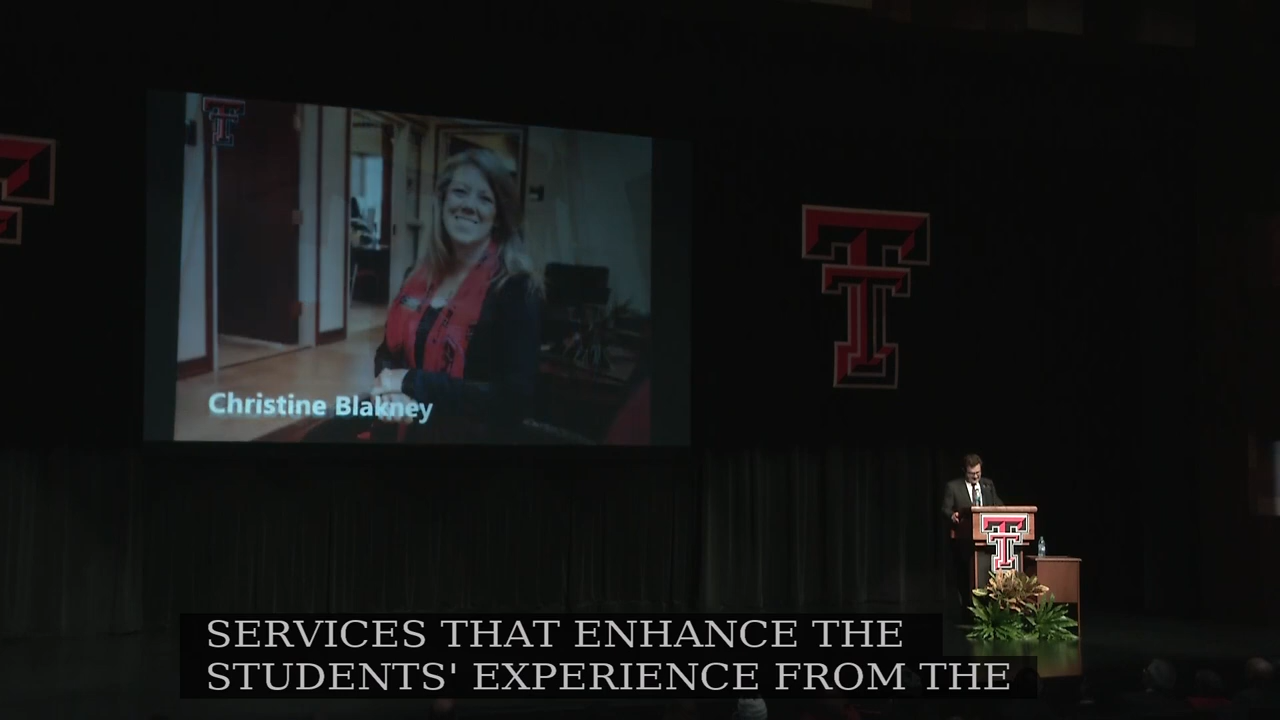 Christine Blakney
SERVICES THAT ENHANCE THE
STUDENTS' EXPERIENCE FROM THE